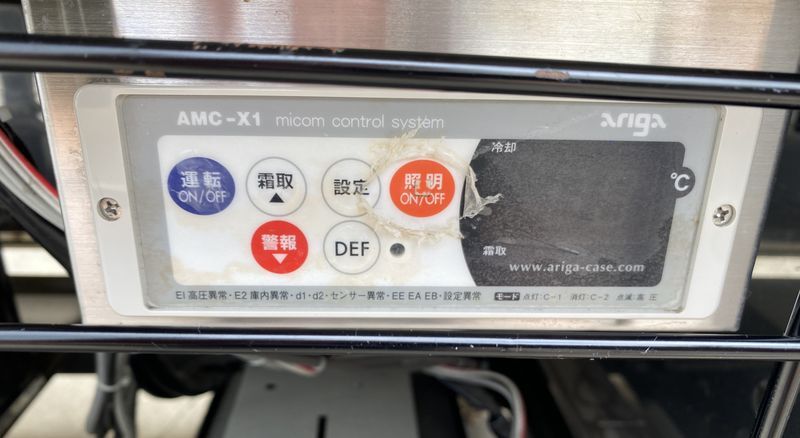 AMC-X1 micom control system
ariga
運転
ON/OFF
霜取
▲
設定
照明
ON/OFF
冷却
℃
警報
▼
DEF
霜取
www.ariga-case.com
E1 高圧異常・E2 庫内異常・d1・d2・センサー異常・EE EA EB・設定異常
モード 点灯:C-1 消灯:C-2 点滅:高 圧